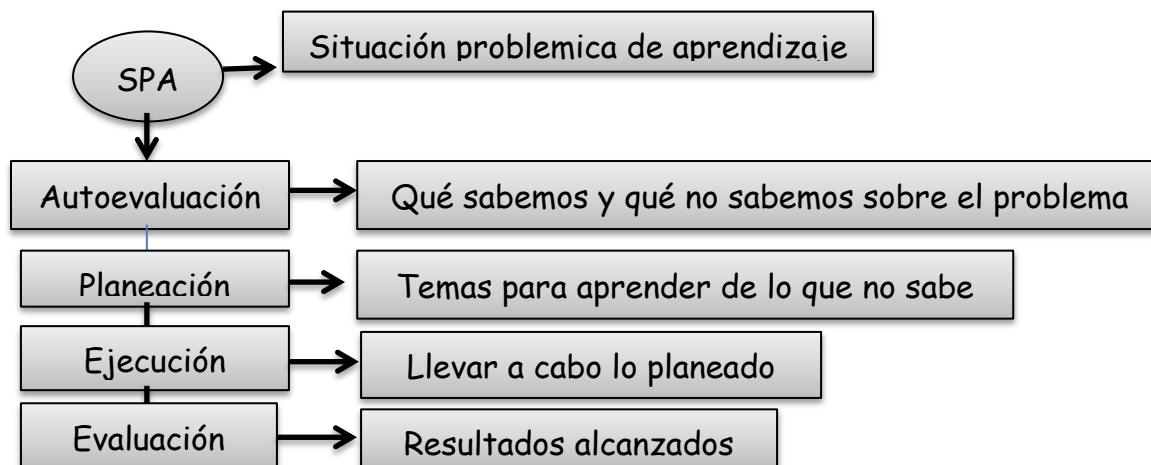 Situación problemica de aprendizaje
SPA
Autoevaluación
Qué sabemos y qué no sabemos sobre el problema
Planeación
Temas para aprender de lo que no sabe
Ejecución
Llevar a cabo lo planeado
Evaluación
Resultados alcanzados